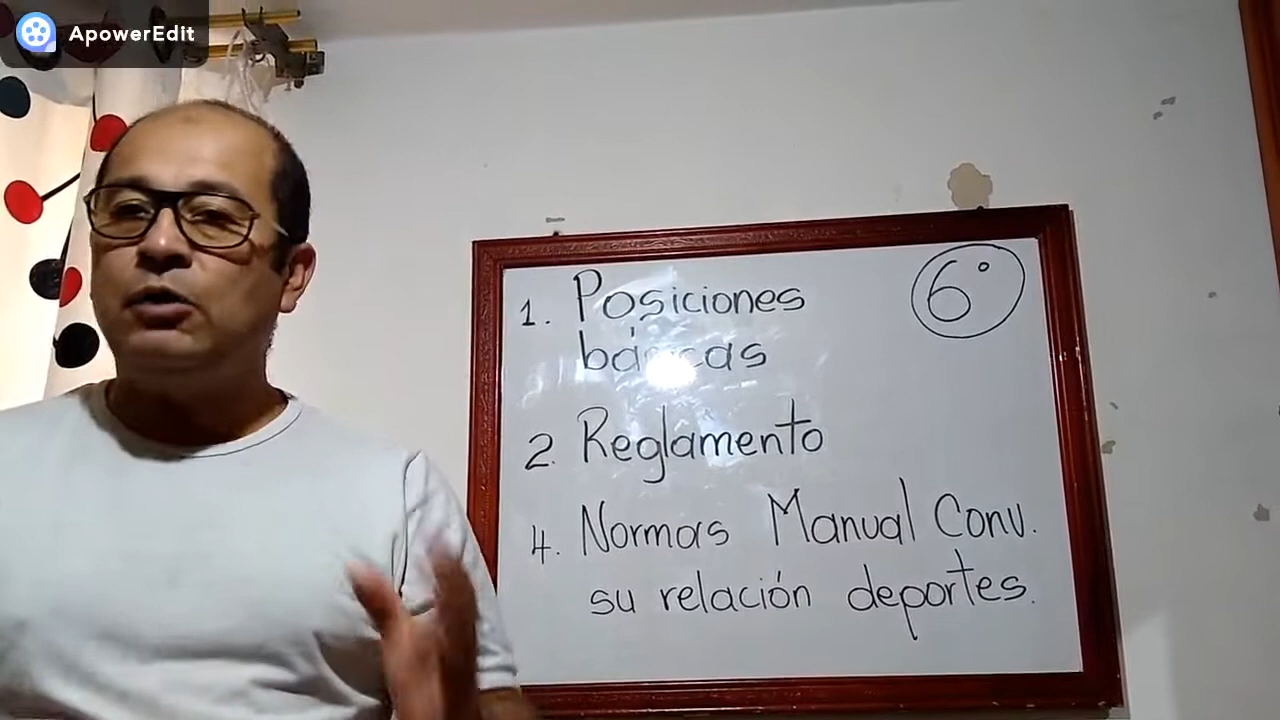 ApowerEdit
6°
1. Posiciones
básicas
2. Reglamento
4. Normas Manual Conv.
su relación deportes.